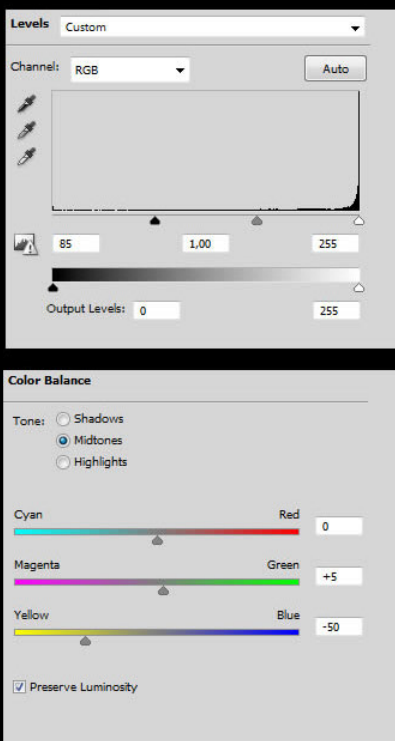 Levels Custom
Channel: RGB Auto
85 1,00 255
Output Levels: 0 255
Color Balance
Tone: Shadows
Midtones
Highlights
Cyan Red 0
Magenta Green +5
Yellow Blue -50
Preserve Luminosity